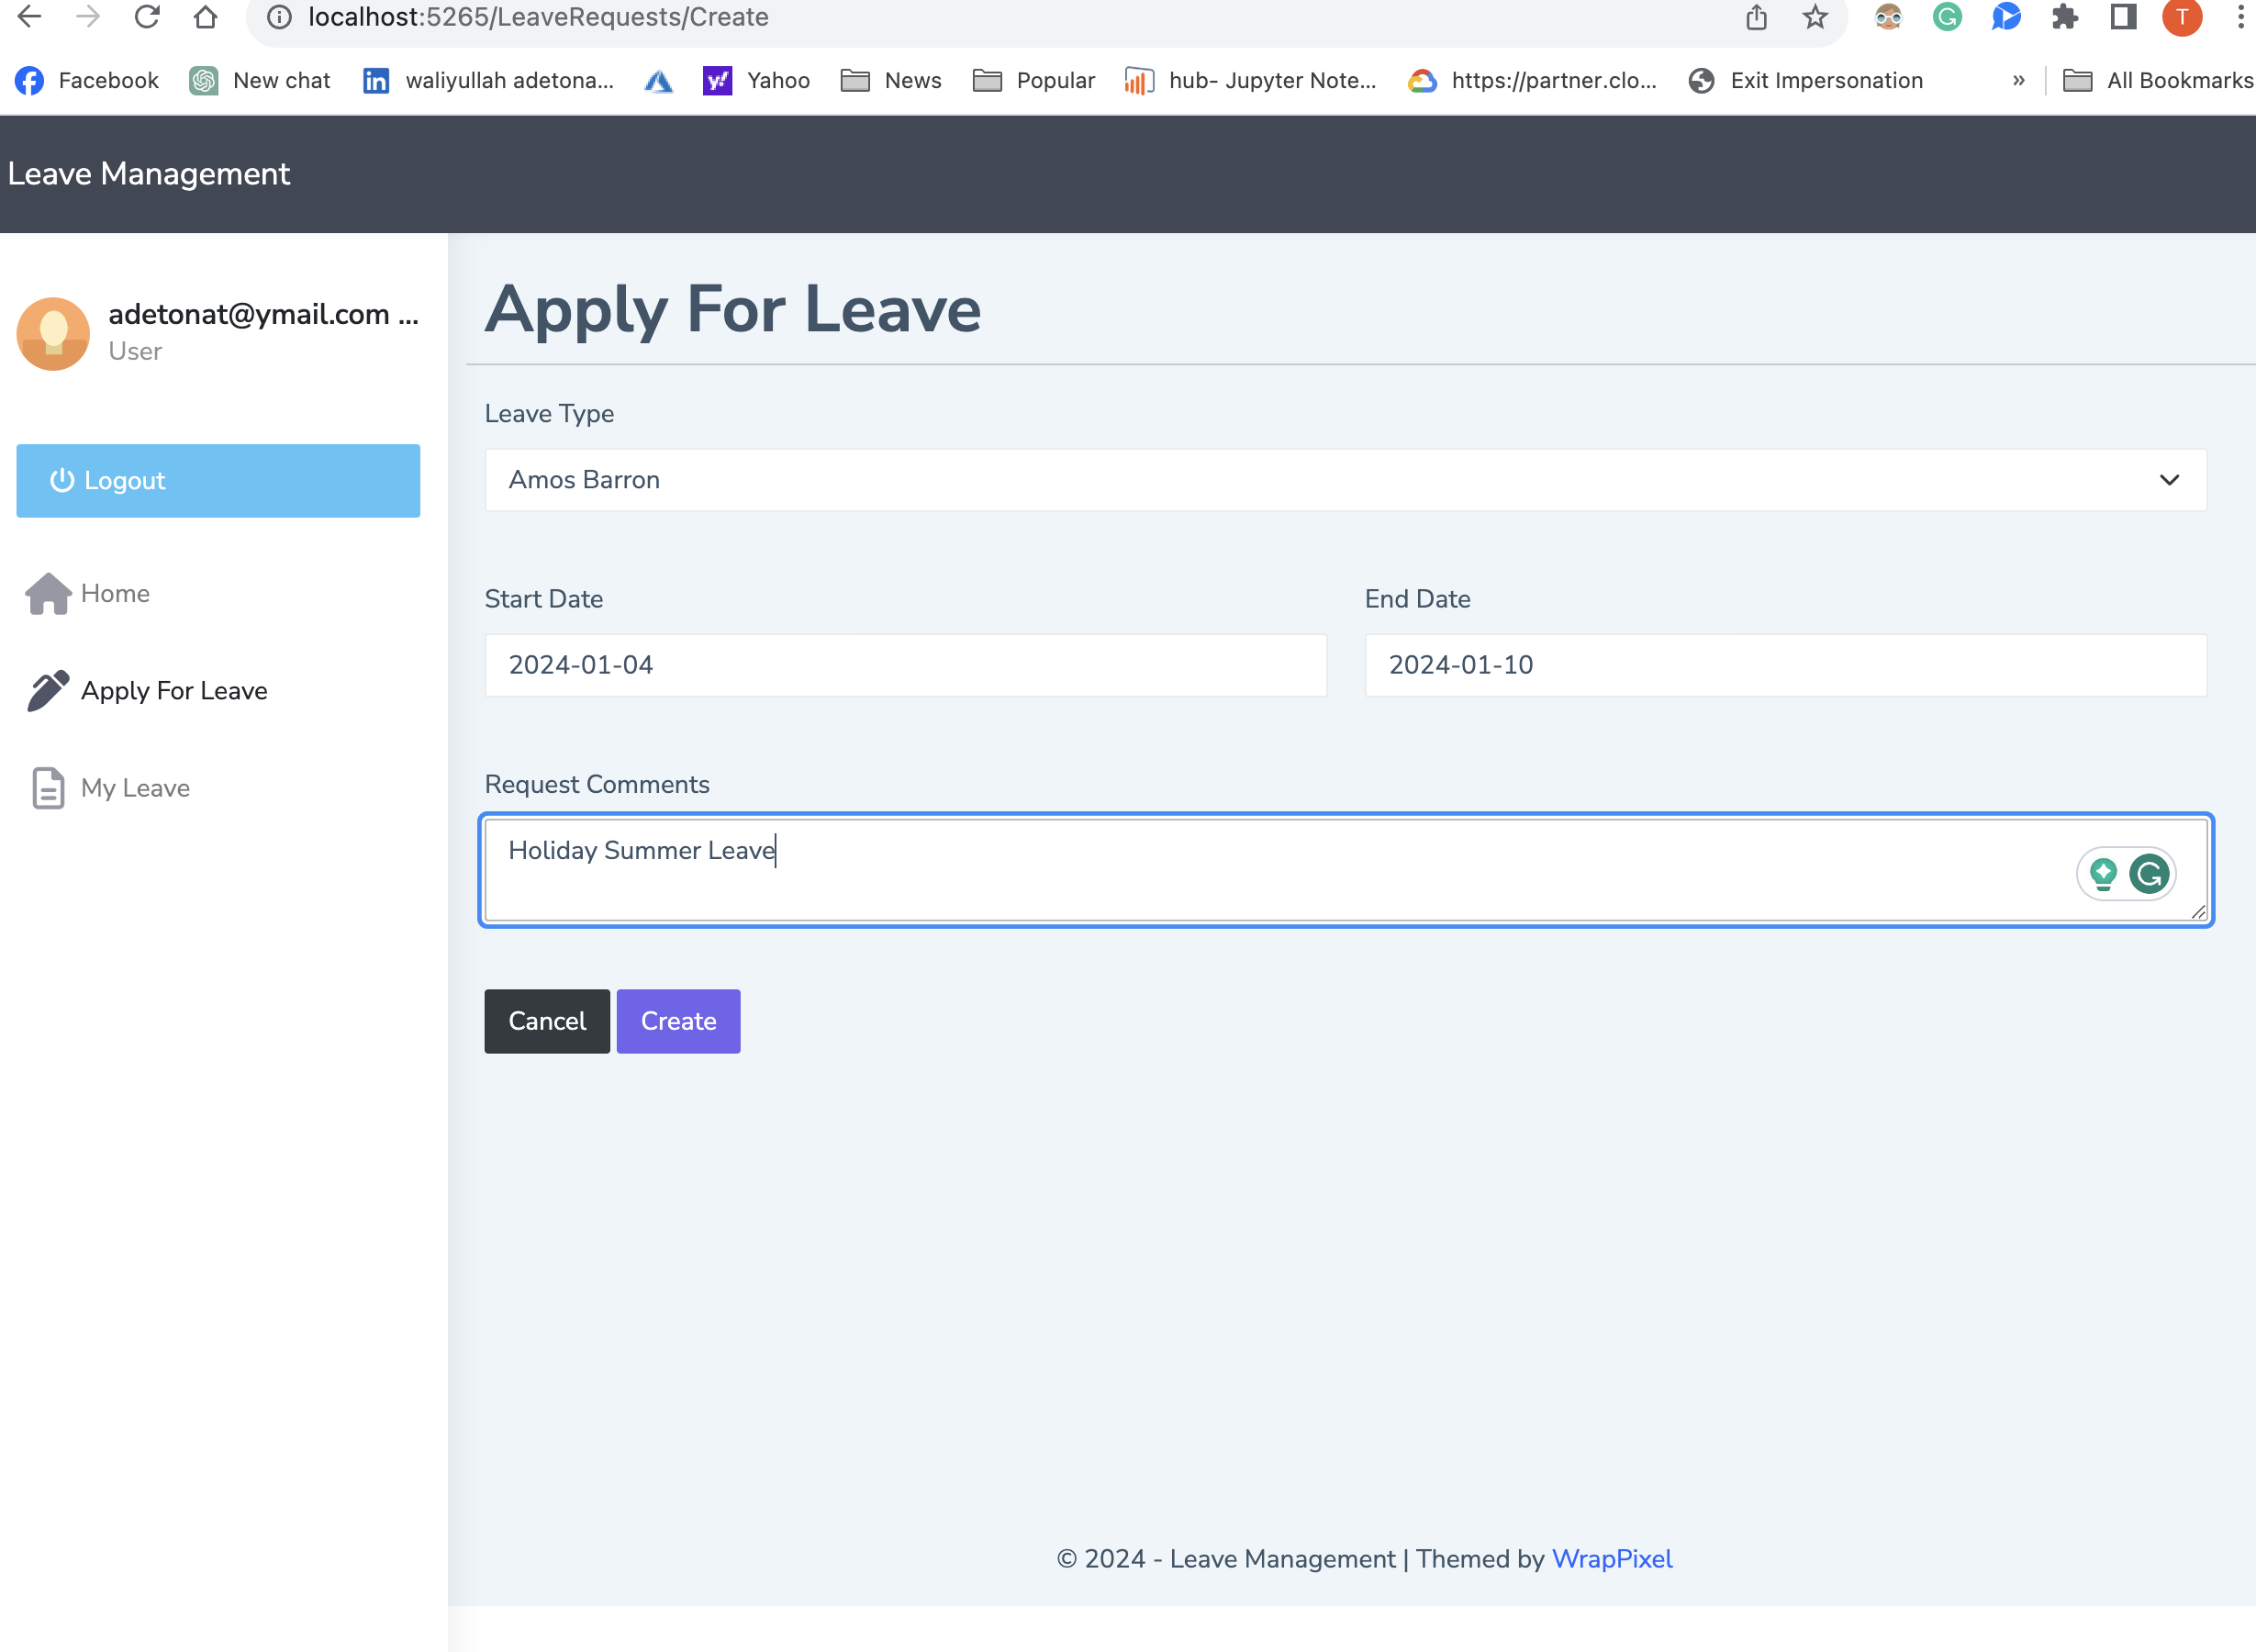 localhost:5265/LeaveRequests/Create
T
Facebook New chat waliyullah adetona... Yahoo News Popular hub- Jupyter Note... https://partner.clo... Exit Impersonation » All Bookmarks
Leave Management
adetonat@ymail.com ...
User
Logout
Home
Apply For Leave
My Leave
Apply For Leave
Leave Type
Amos Barron
Start Date End Date
2024-01-04 2024-01-10
Request Comments
Holiday Summer Leave
Cancel Create
© 2024 - Leave Management | Themed by WrapPixel